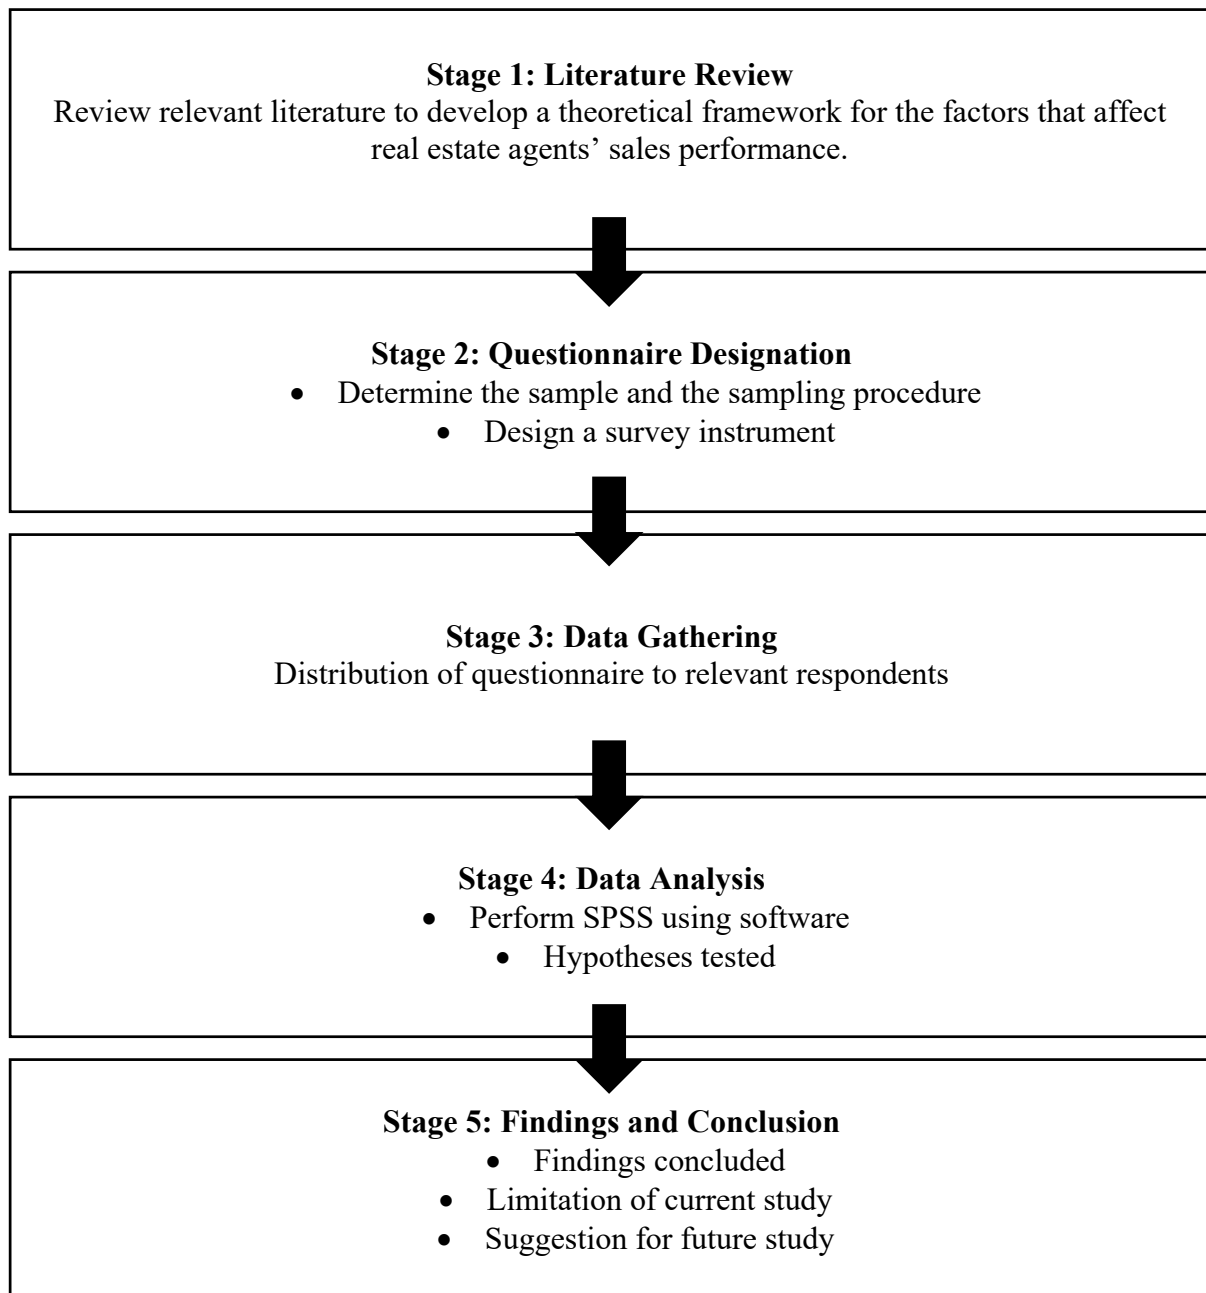 Stage 1: Literature Review
Review relevant literature to develop a theoretical framework for the factors that affect
real estate agents’ sales performance.
Stage 2: Questionnaire Designation
• Determine the sample and the sampling procedure
• Design a survey instrument
Stage 3: Data Gathering
Distribution of questionnaire to relevant respondents
Stage 4: Data Analysis
• Perform SPSS using software
• Hypotheses tested
Stage 5: Findings and Conclusion
• Findings concluded
• Limitation of current study
• Suggestion for future study